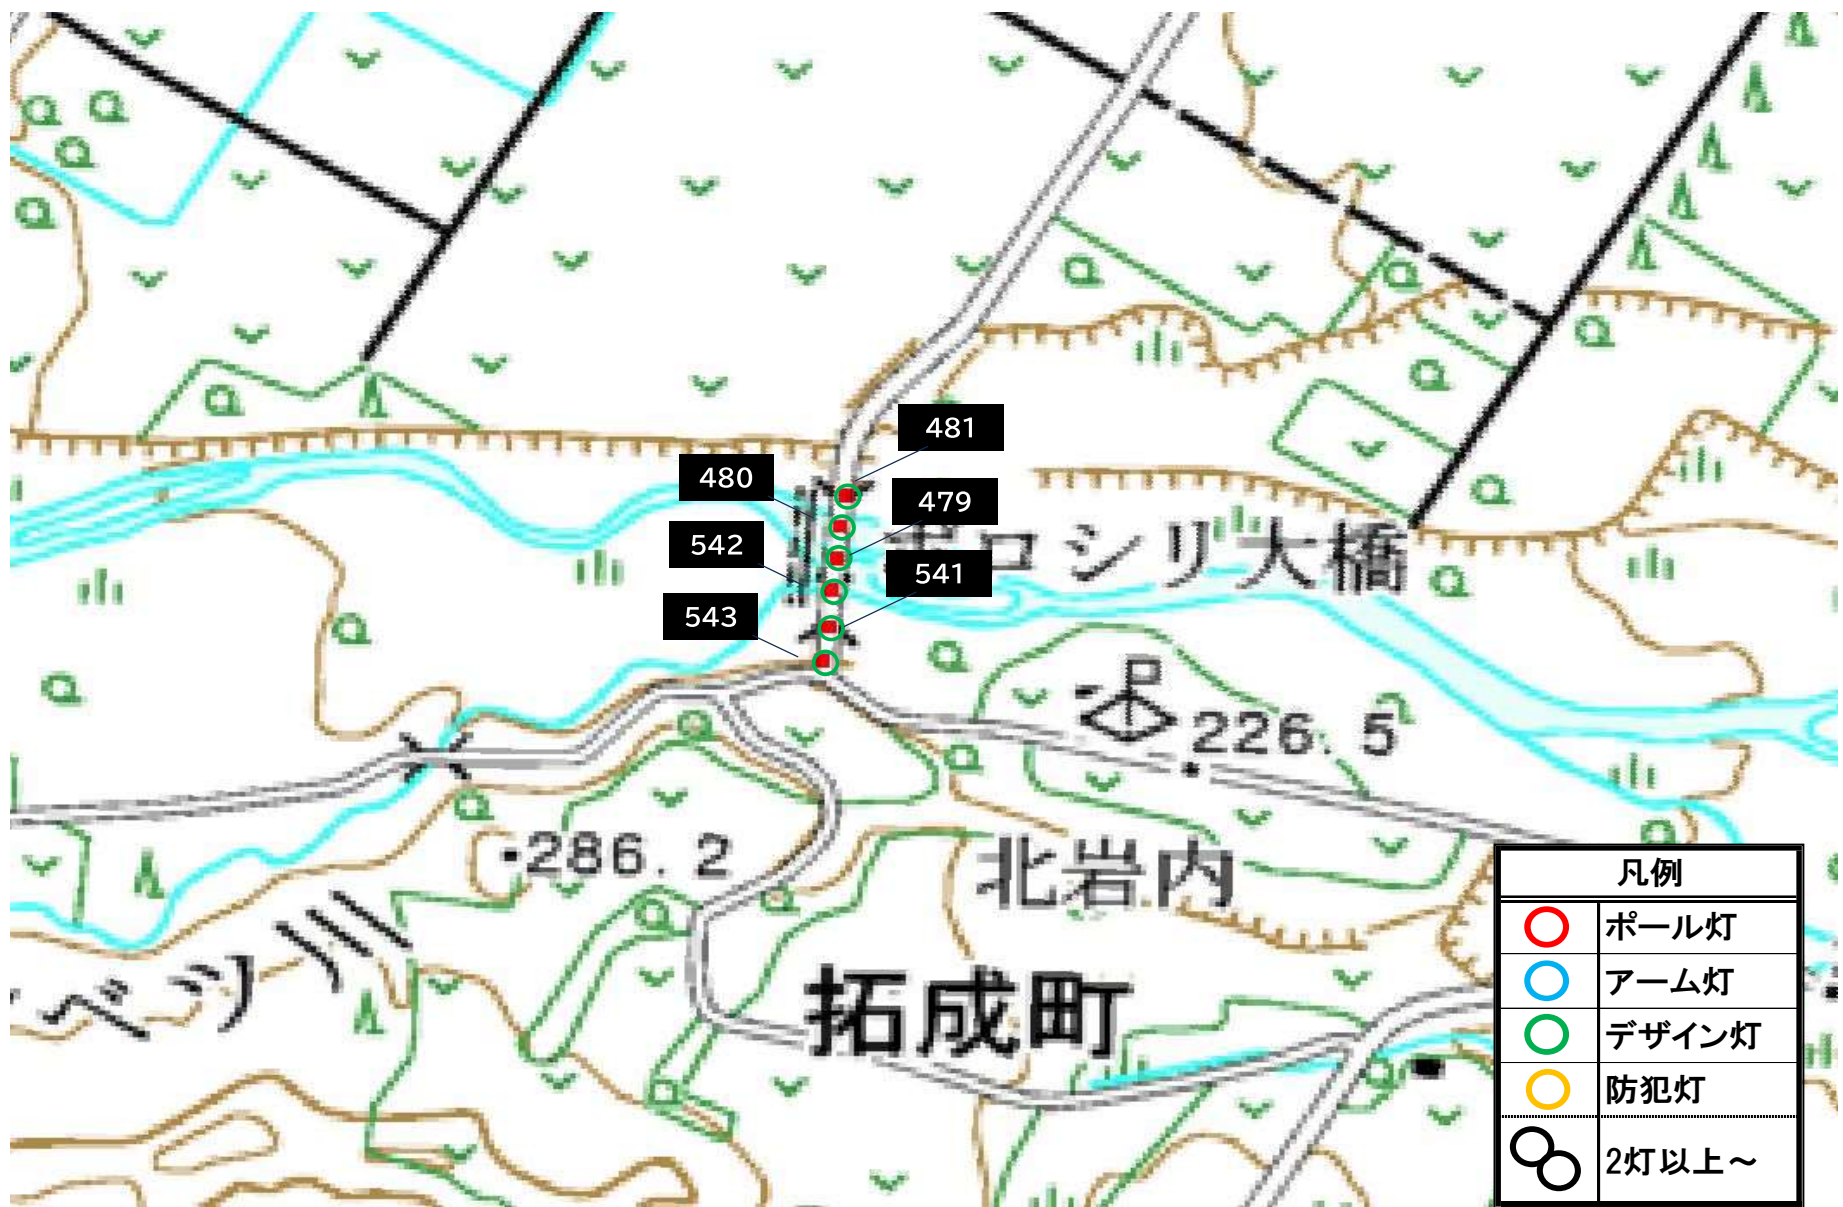 481
480
479
542
541
543
ポロシリ大橋
226.5
286.2
北岩内
拓成町
ベツ川
凡例
ポール灯
アーム灯
デザイン灯
防犯灯
2灯以上～